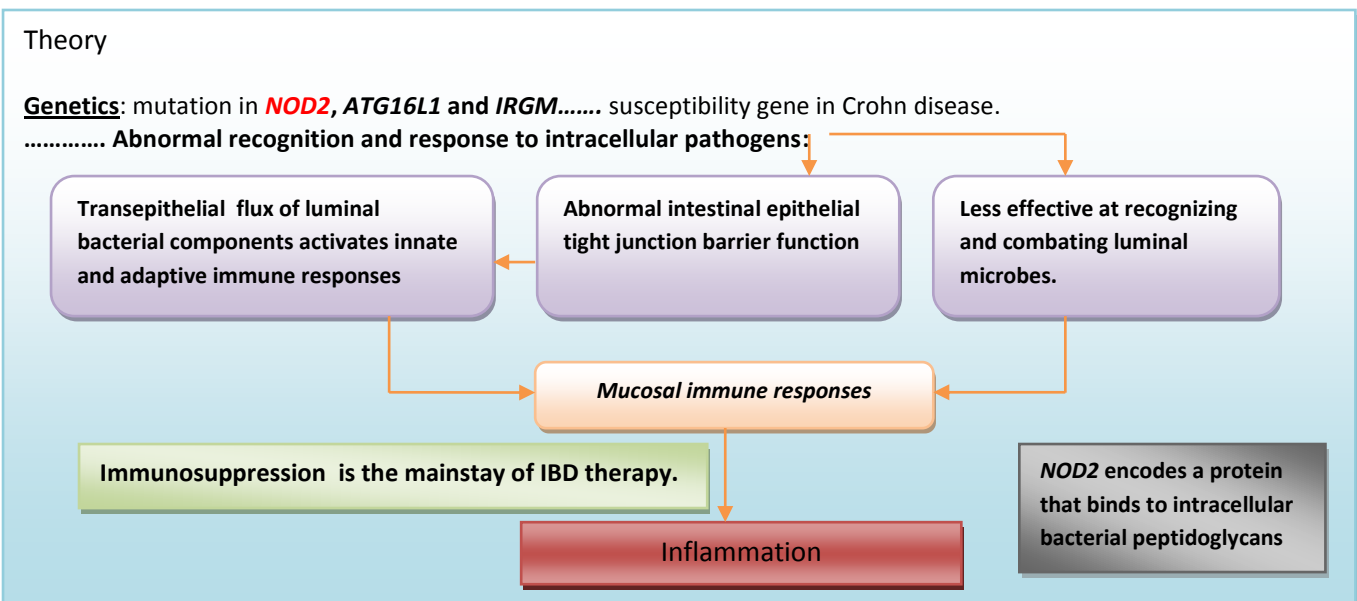 Theory
Genetics: mutation in NOD2, ATG16L1 and IRGM……. susceptibility gene in Crohn disease.
…………. Abnormal recognition and response to intracellular pathogens:
Transepithelial flux of luminal
bacterial components activates innate
and adaptive immune responses
Abnormal intestinal epithelial
tight junction barrier function
Less effective at recognizing
and combating luminal
microbes.
Mucosal immune responses
Immunosuppression is the mainstay of IBD therapy.
NOD2 encodes a protein
that binds to intracellular
bacterial peptidoglycans
Inflammation